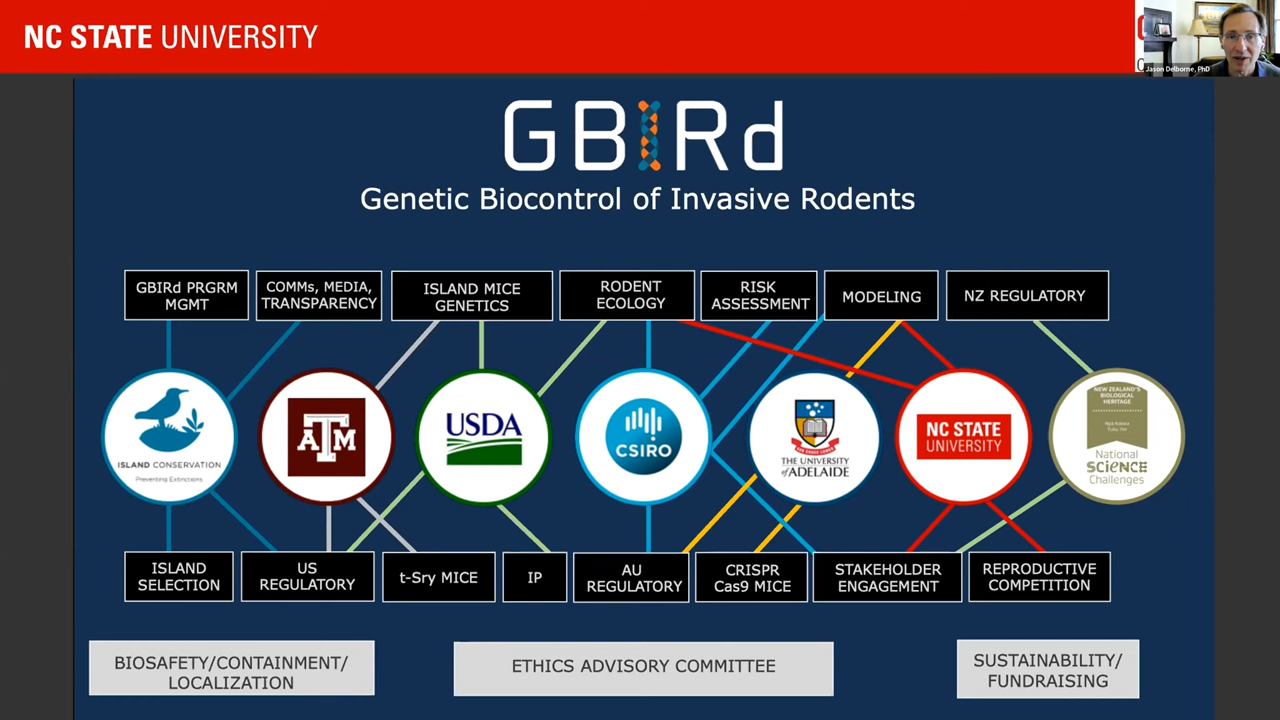 NC STATE UNIVERSITY
Jason Delborne, PhD
GBIRd
Genetic Biocontrol of Invasive Rodents
GBIRd PRGRM
MGMT
COMMs, MEDIA,
TRANSPARENCY
ISLAND MICE
GENETICS
RODENT
ECOLOGY
RISK
ASSESSMENT
MODELING
NZ REGULATORY
ISLAND CONSERVATION
Preventing Extinctions
ATM
USDA
CSIRO
THE UNIVERSITY
of ADELAIDE
NC STATE
UNIVERSITY
NEW ZEALAND'S
BIOLOGICAL
HERITAGE
National
SCIENCE
Challenges
ISLAND
SELECTION
US
REGULATORY
t-Sry MICE
IP
AU
REGULATORY
CRISPR
Cas9 MICE
STAKEHOLDER
ENGAGEMENT
REPRODUCTIVE
COMPETITION
BIOSAFETY/CONTAINMENT/
LOCALIZATION
ETHICS ADVISORY COMMITTEE
SUSTAINABILITY/
FUNDRAISING